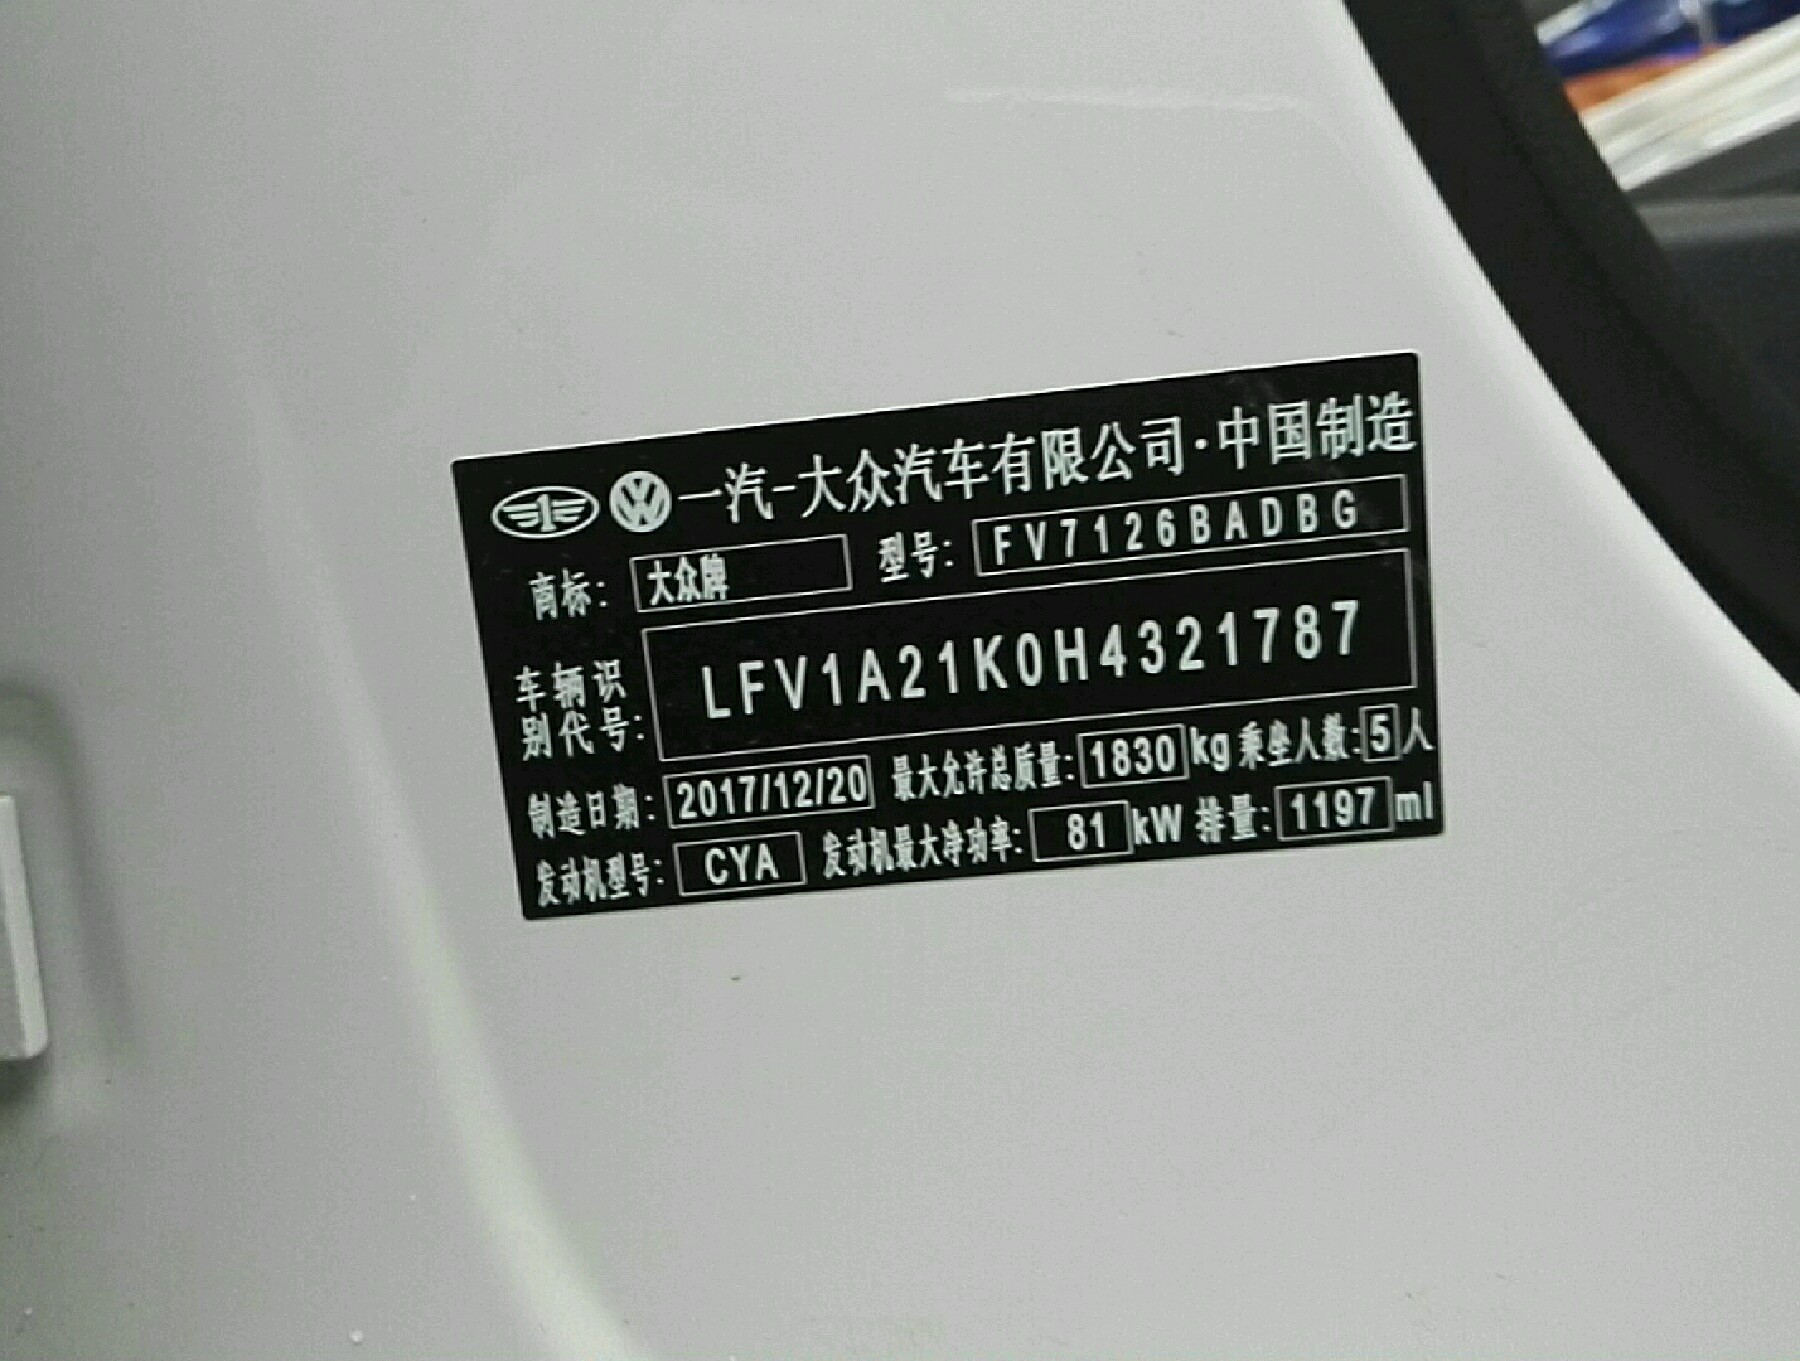 一汽-大众汽车有限公司·中国制造
商标: 大众牌 型号: FV7126BADBG
车辆识别代号: LFV1A21K0H4321787
制造日期: 2017/12/20 最大允许总质量: 1830 kg 乘坐人数: 5 人
发动机型号: CYA 发动机最大净功率: 81 kW 排量: 1197 ml